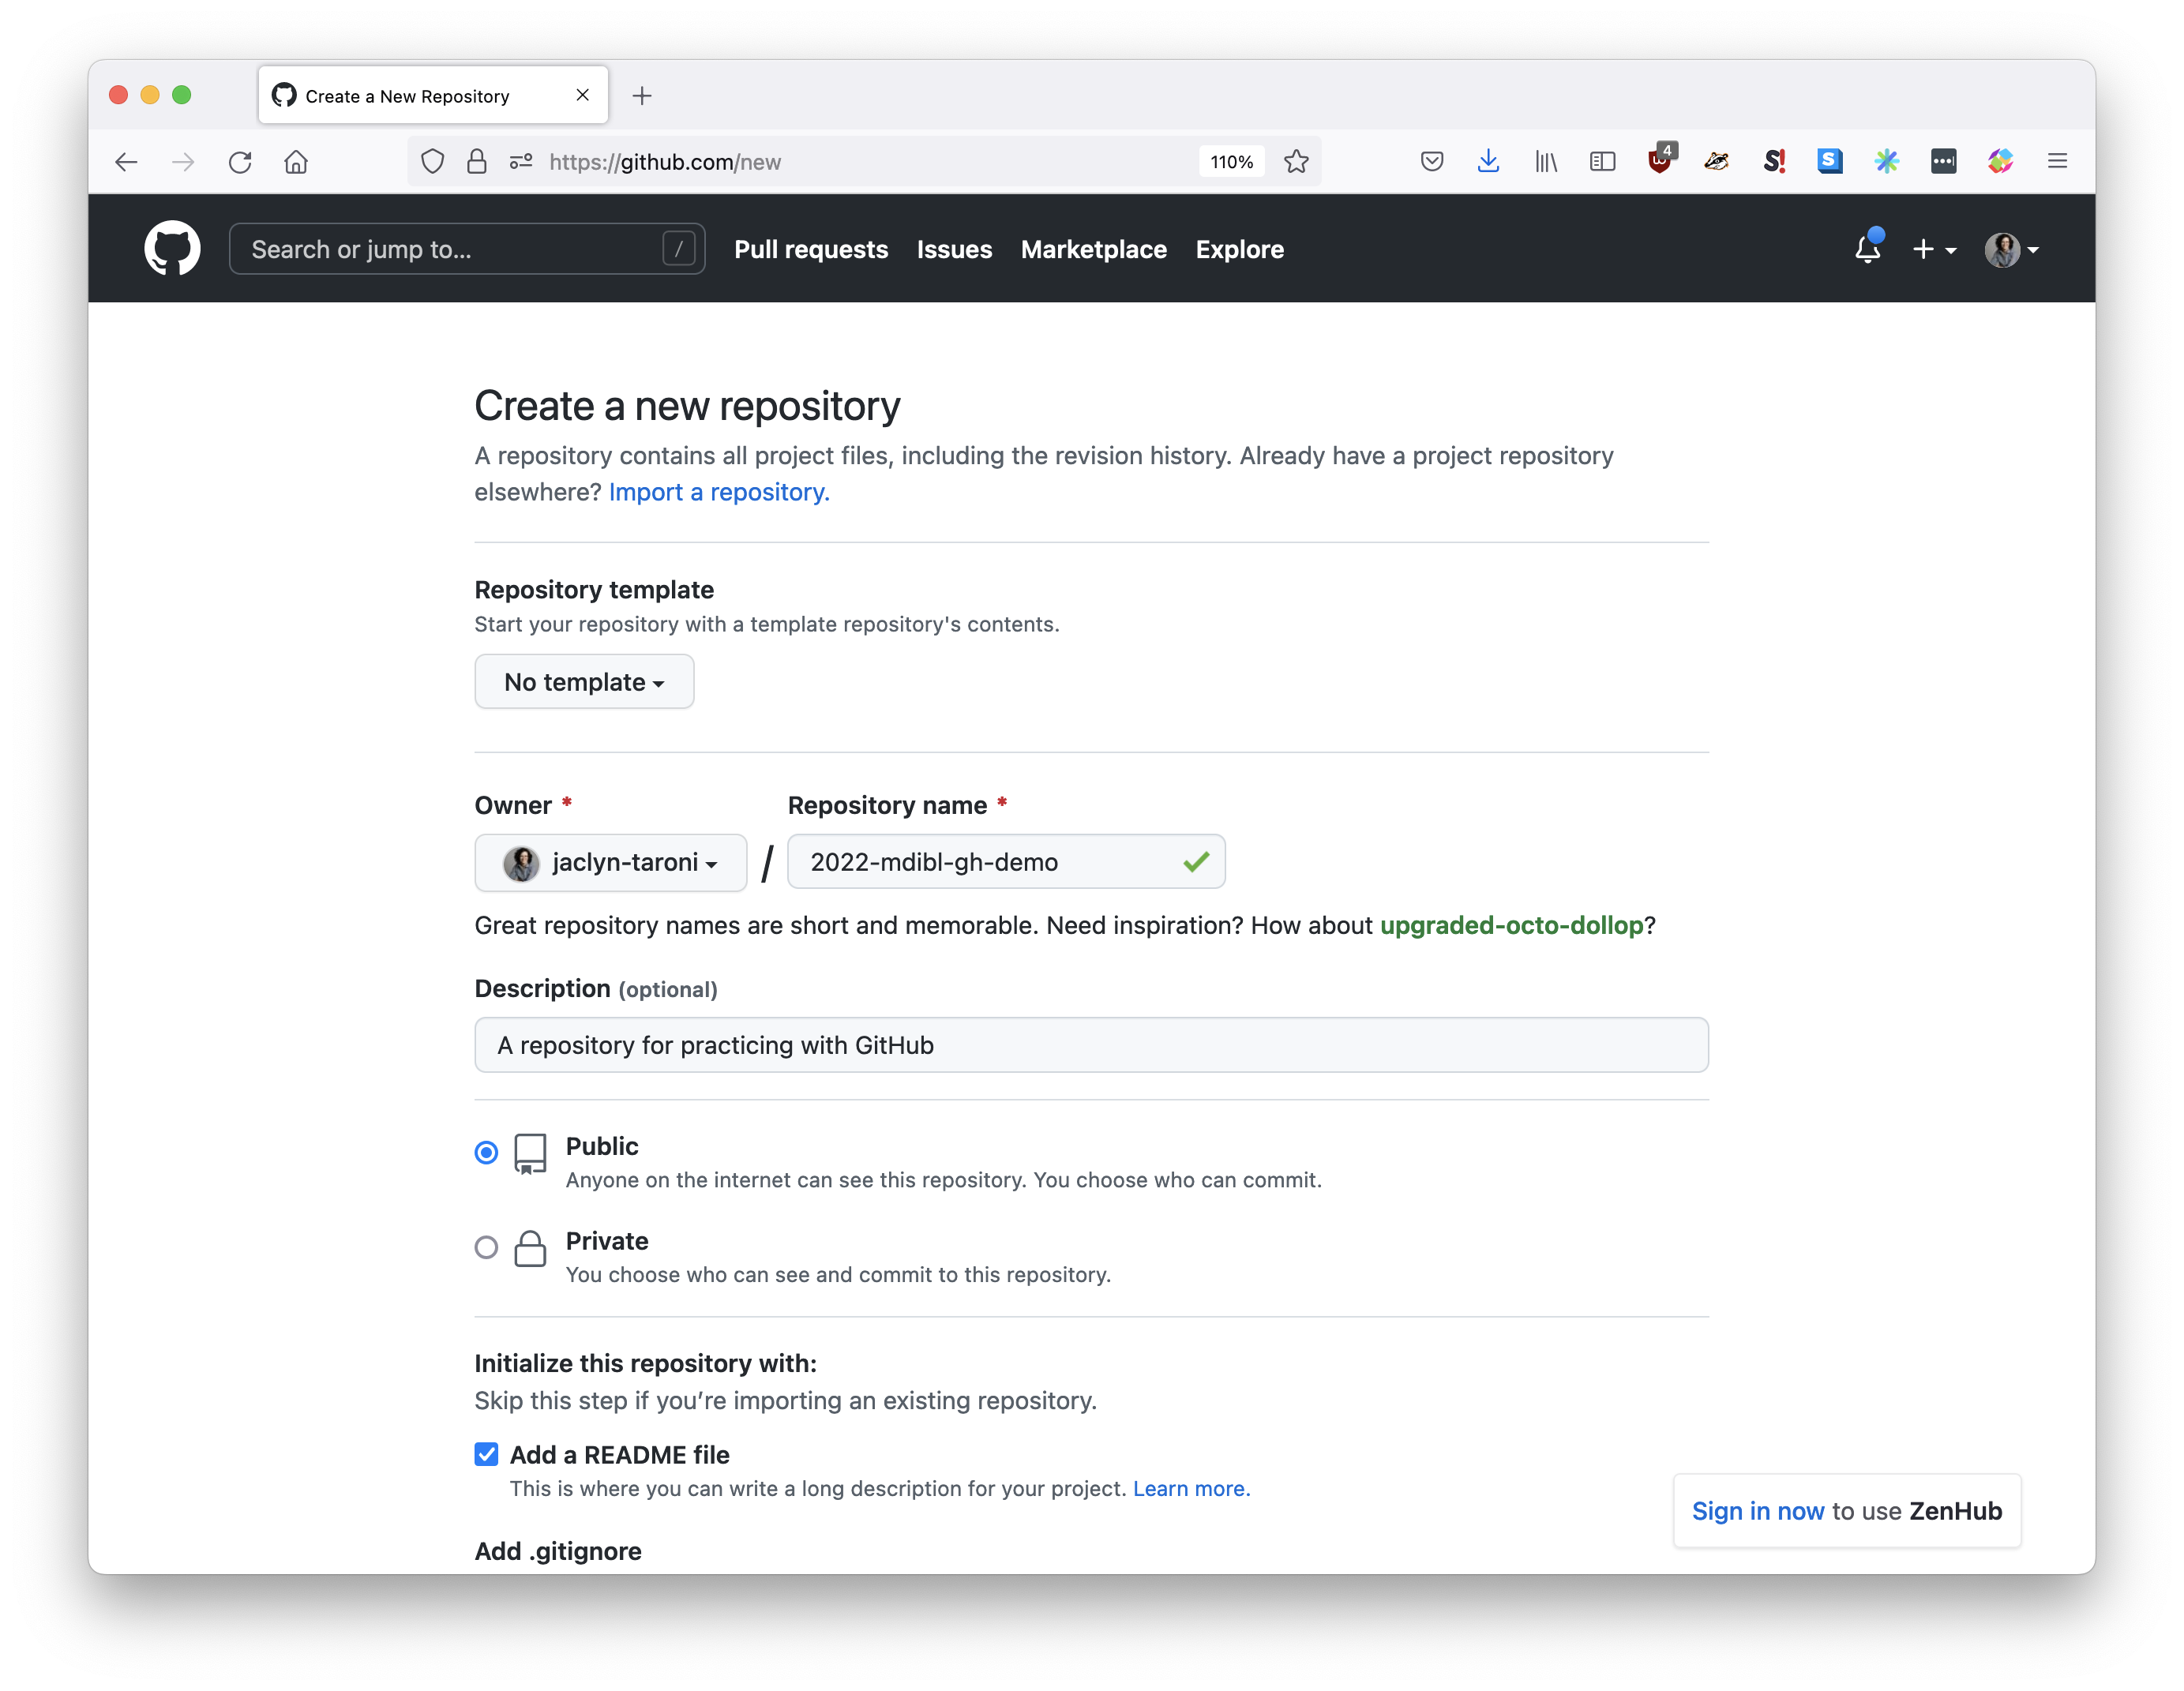 Create a New Repository
https://github.com/new
110%
4
S!
S
Search or jump to...
/
Pull requests
Issues
Marketplace
Explore
Create a new repository
A repository contains all project files, including the revision history. Already have a project repository
elsewhere? Import a repository.
Repository template
Start your repository with a template repository's contents.
No template
Owner *
Repository name *
jaclyn-taroni
/
2022-mdibl-gh-demo
Great repository names are short and memorable. Need inspiration? How about upgraded-octo-dollop?
Description (optional)
A repository for practicing with GitHub
Public
Anyone on the internet can see this repository. You choose who can commit.
Private
You choose who can see and commit to this repository.
Initialize this repository with:
Skip this step if you’re importing an existing repository.
Add a README file
This is where you can write a long description for your project. Learn more.
Sign in now to use ZenHub
Add .gitignore